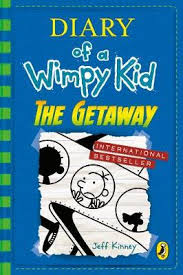 DIARY
of a
Wimpy Kid
THE GETAWAY
INTERNATIONAL
BESTSELLER
Jeff Kinney